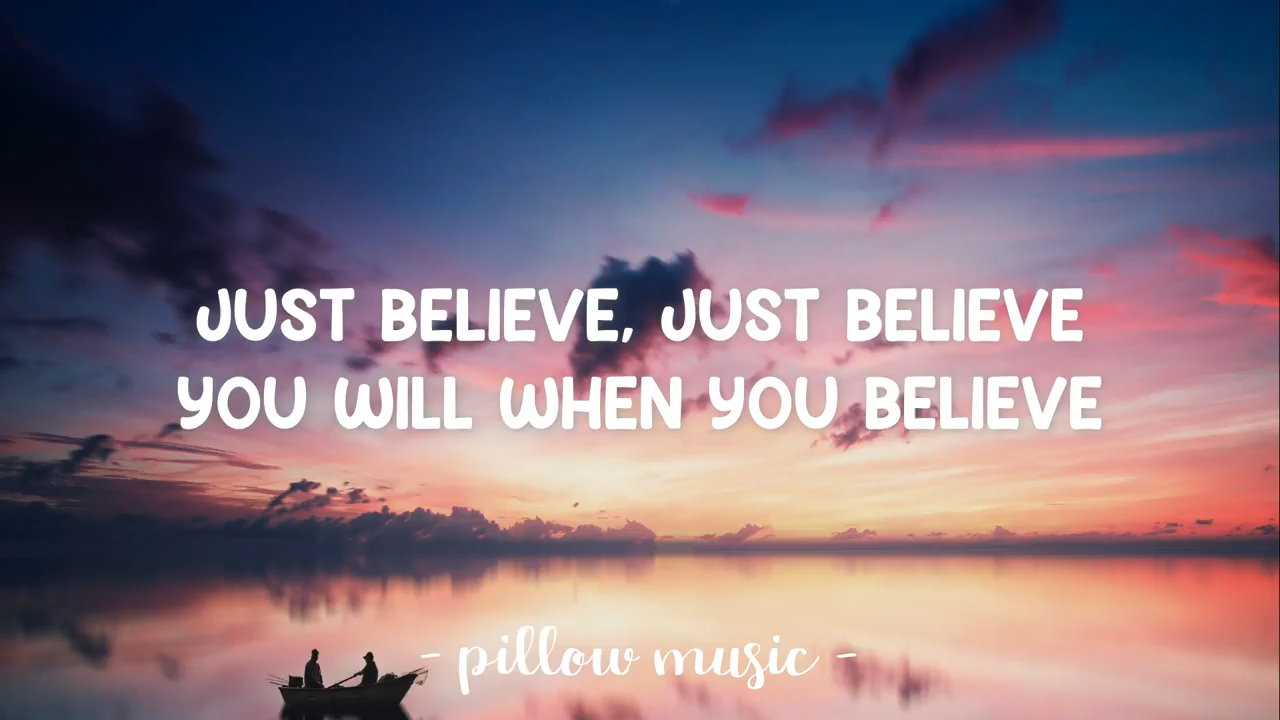 JUST BELIEVE, JUST BELIEVE
YOU WILL WHEN YOU BELIEVE
- pillow music -